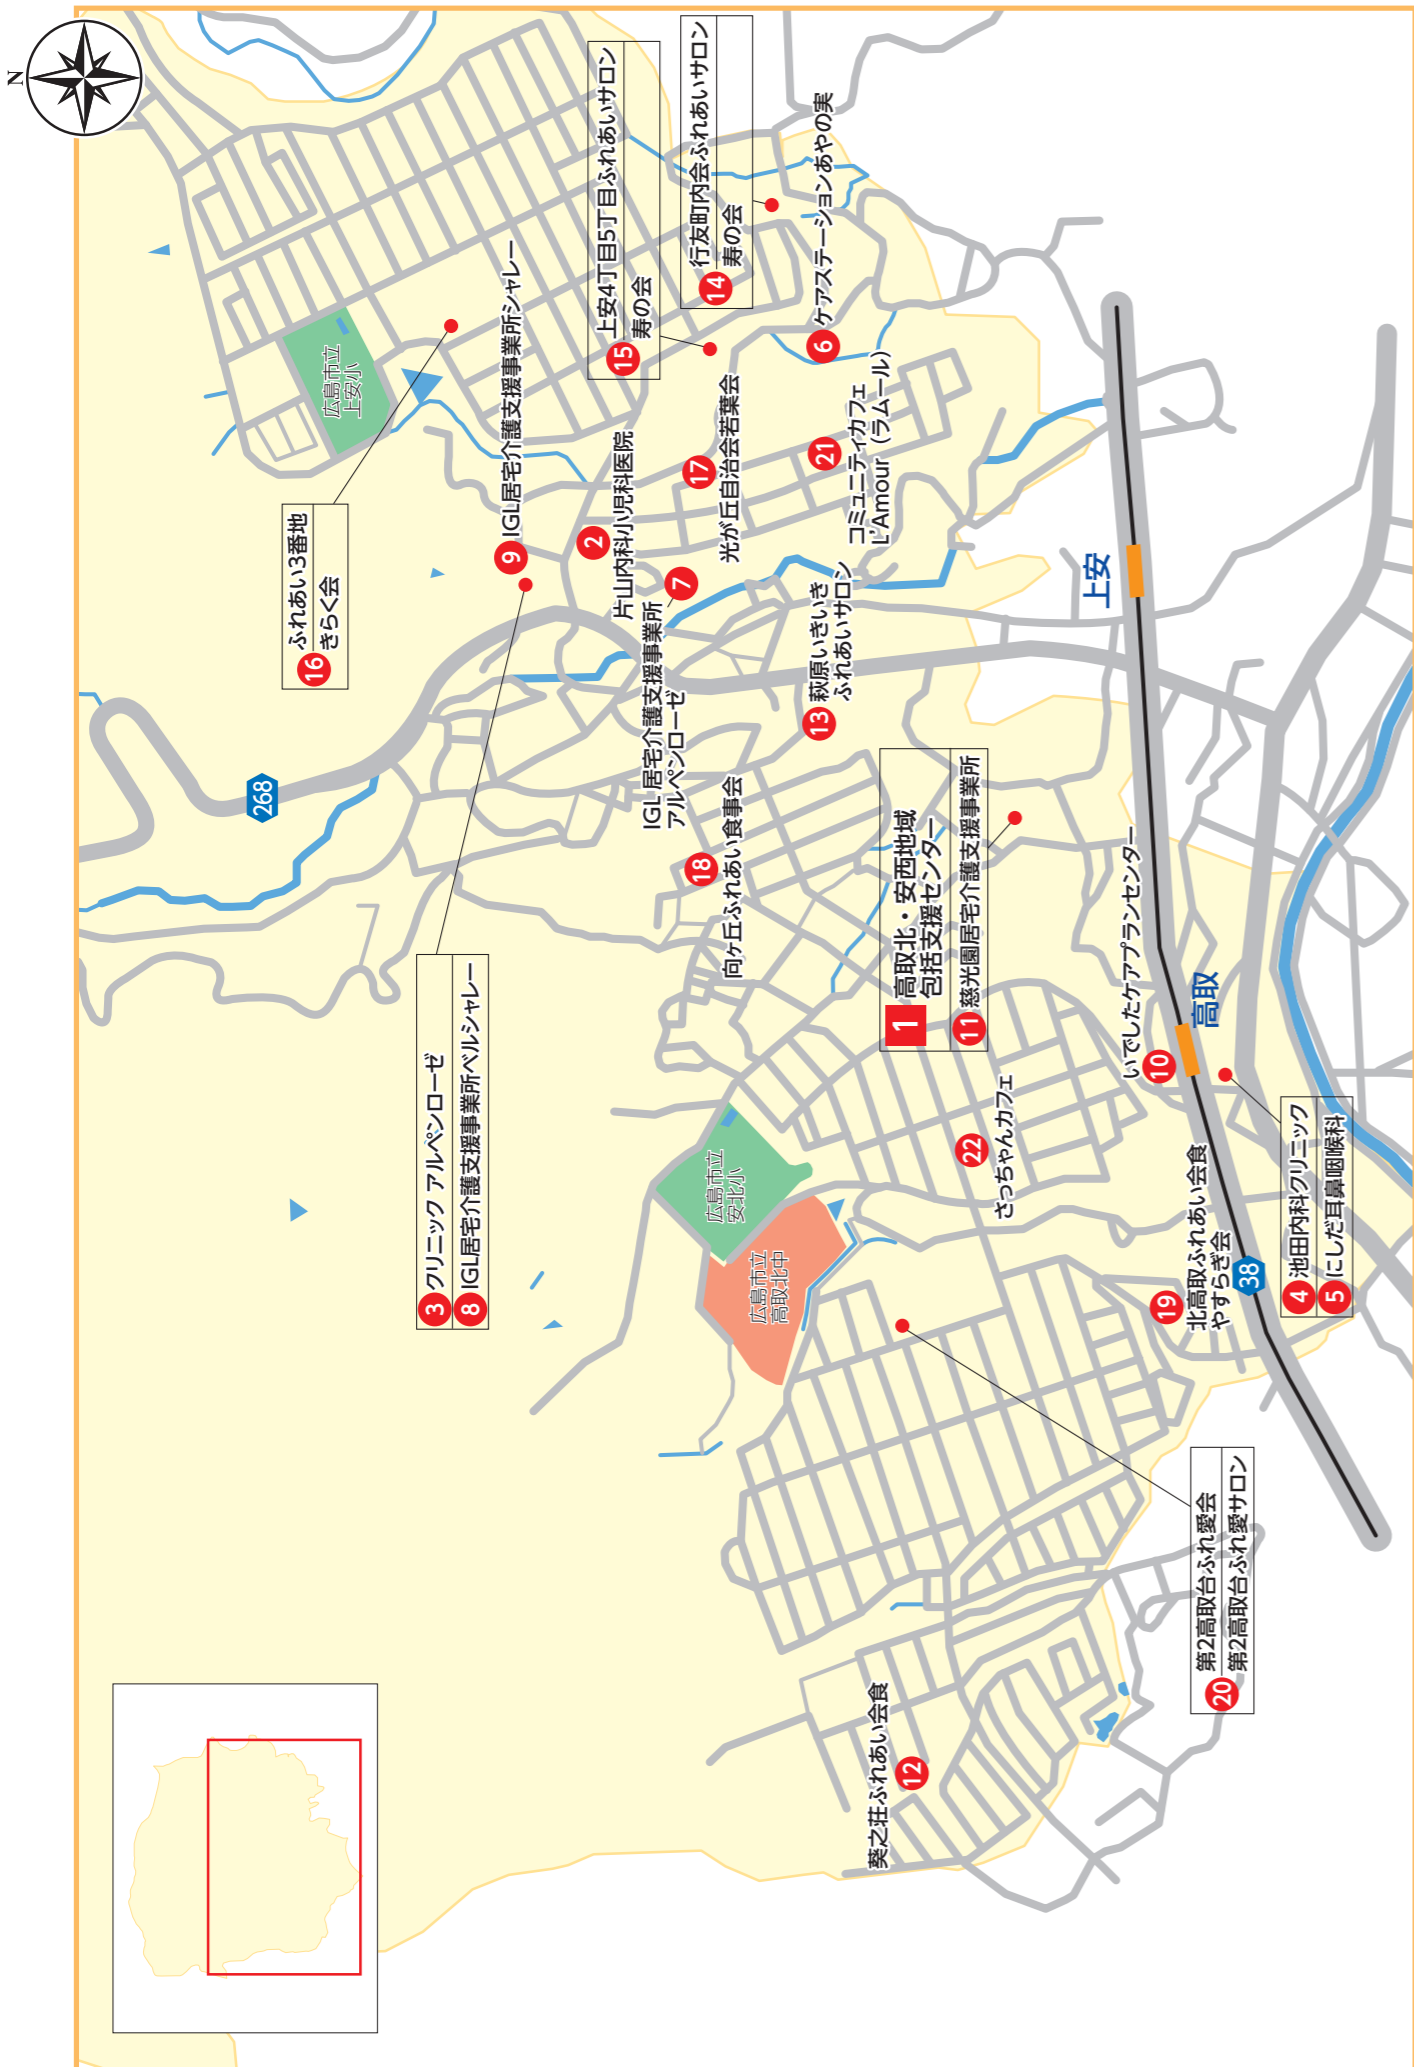 N
268
16
ふれあい3番地
きらく会
広島市立
上安小
9
IGL居宅介護支援事業所シャレー
15
上安4丁目5丁目ふれあいサロン
寿の会
14
行友町内会ふれあいサロン
寿の会
6
ケアステーションあやの実
2
片山内科小児科医院
17
光が丘自治会若葉会
21
コミュニティカフェ
L'Amour（ラムール）
7
IGL 居宅介護支援事業所
アルペンローゼ
13
萩原いきいき
ふれあいサロン
上安
3
クリニック アルペンローゼ
8
IGL居宅介護支援事業所ベルシャレー
18
向ヶ丘ふれあい食事会
1
高取北・安西地域
包括支援センター
11
慈光園居宅介護支援事業所
10
いでしたケアプランセンター
高取
広島市立
安北小
広島市立
高取北中
22
さっちゃんカフェ
19
北高取ふれあい会食
やすらぎ会
38
4
池田内科クリニック
5
にしだ耳鼻咽喉科
20
第2高取台ふれ愛会
第2高取台ふれ愛サロン
12
葵之荘ふれあい会食